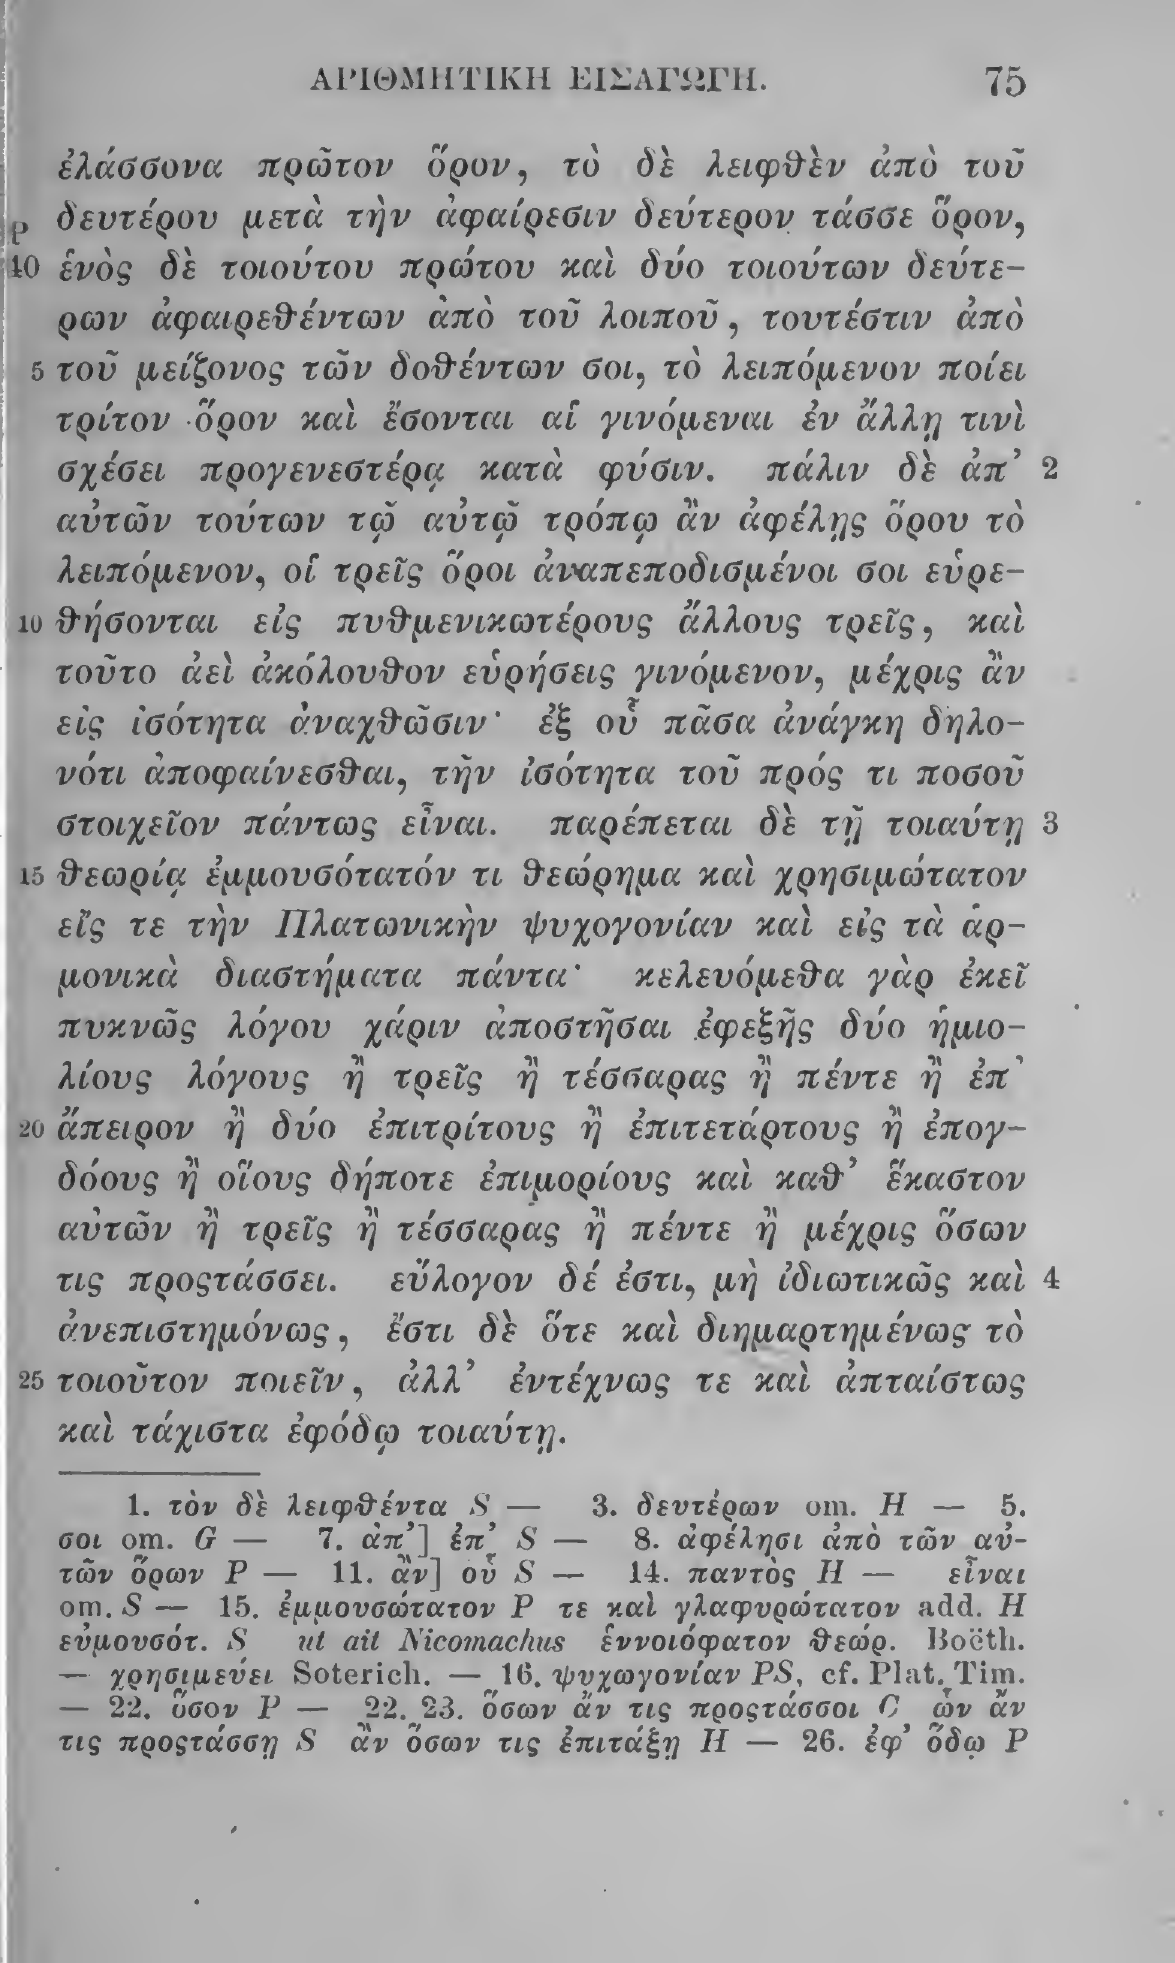 ΑΡΙΘΜΗΤΙΚΗ ΕΙΣΑΓΩΓΗ. 75
ἐλάσσονα πρῶτον ὅρον, τὸ δὲ λειφθὲν ἀπὸ τοῦ
δευτέρου μετὰ τὴν ἀφαίρεσιν δεύτερον τάσσε ὅρον,
ἑνὸς δὲ τοιούτου πρώτου καὶ δύο τοιούτων δευτέ-
ρων ἀφαιρεθέντων ἀπὸ τοῦ λοιποῦ, τουτέστιν ἀπὸ
5 τοῦ μείζονος τῶν δοθέντων σοι, τὸ λειπόμενον ποίει
τρίτον ὅρον καὶ ἔσονται αἱ γινόμεναι ἐν ἄλλῃ τινὶ
σχέσει προγενεστέρᾳ κατὰ φύσιν. πάλιν δὲ ἀπ’ 2
αὐτῶν τούτων τῷ αὐτῷ τρόπῳ ἂν ἀφέλῃς ὅρου τὸ
λειπόμενον, οἱ τρεῖς ὅροι ἀναπεποδισμένοι σοι εὑρε-
10 θήσονται εἰς πυθμενικωτέρους ἄλλους τρεῖς, καὶ
τοῦτο ἀεὶ ἀκόλουθον εὑρήσεις γινόμενον, μέχρις ἂν
εἰς ἰσότητα ἀναχθῶσιν· ἐξ οὗ πᾶσα ἀνάγκη δηλο-
νότι ἀποφαίνεσθαι, τὴν ἰσότητα τοῦ πρός τι ποσοῦ
στοιχεῖον πάντως εἶναι. παρέπεται δὲ τῇ τοιαύτῃ 3
15 θεωρίᾳ ἐμμουσότατόν τι θεώρημα καὶ χρησιμώτατον
εἴς τε τὴν Πλατωνικὴν ψυχογονίαν καὶ εἰς τὰ ἁρ-
μονικὰ διαστήματα πάντα· κελευόμεθα γὰρ ἐκεῖ
πυκνῶς λόγου χάριν ἀποστῆσαι ἐφεξῆς δύο ἡμιο-
λίους λόγους ἢ τρεῖς ἢ τέσσαρας ἢ πέντε ἢ ἐπ’
20 ἄπειρον ἢ δύο ἐπιτρίτους ἢ ἐπιτετάρτους ἢ ἐπογ-
δόους ἢ οἵους δήποτε ἐπιμορίους καὶ καθ’ ἕκαστον
αὐτῶν ἢ τρεῖς ἢ τέσσαρας ἢ πέντε ἢ μέχρις ὅσων
τις προςτάσσει. εὔλογον δέ ἐστι, μὴ ἰδιωτικῶς καὶ 4
ἀνεπιστημόνως, ἔστι δὲ ὅτε καὶ διημαρτημένως τὸ
25 τοιοῦτον ποιεῖν, ἀλλ’ ἐντέχνως τε καὶ ἀπταίστως
καὶ τάχιστα ἐφόδῳ τοιαύτῃ.
1. τὸν δὲ λειφθέντα S — 3. δευτέρων om. H — 5.
σοι om. G — 7. ἀπ’] ἐπ’ S — 8. ἀφέλησι ἀπὸ τῶν αὐ-
τῶν ὅρων P — 11. ἂν] οὗ S — 14. παντὸς H — εἶναι
om. S — 15. ἐμμουσώτατον P τε καὶ γλαφυρώτατον add. H
εὐμουσότ. S ut ait Nicomachus ἐννοιόφατον θεώρ. Boëth.
— χρησιμεύει Soterich. — 16. ψυχωγονίαν PS, cf. Plat. Tim.
— 22. ὅσον P — 22. 23. ὅσων ἄν τις προςτάσσοι C ὧν ἄν
τις προςτάσσῃ S ἂν ὅσων τις ἐπιτάξῃ H — 26. ἐφ’ ὅδῳ P